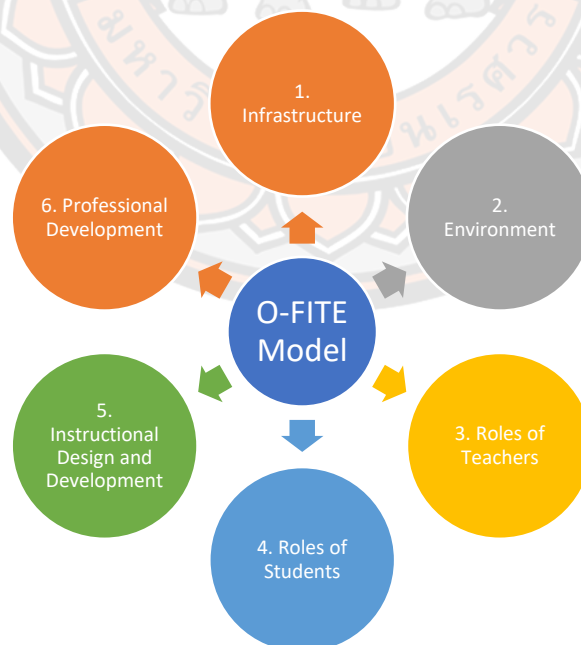 1.
Infrastructure
2.
Environment
3. Roles of
Teachers
4. Roles of
Students
5.
Instructional
Design and
Development
6. Professional
Development
O-FITE
Model